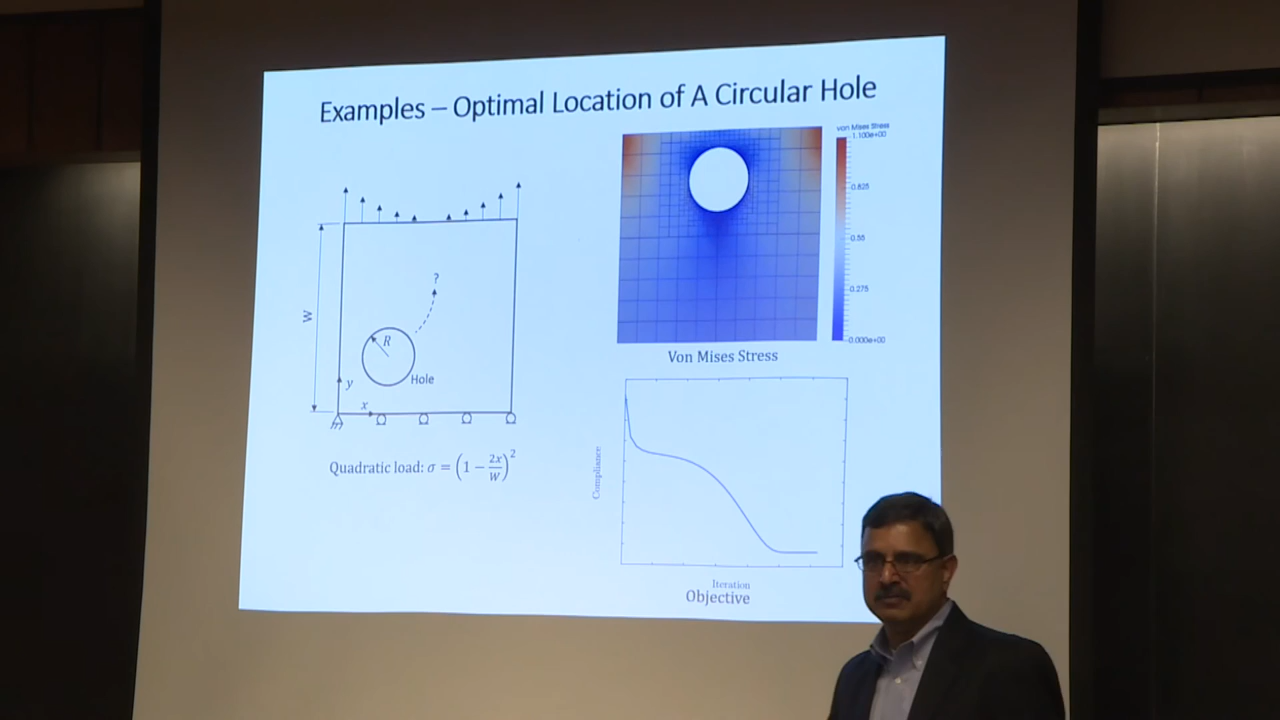 Examples – Optimal Location of A Circular Hole
W
?
R
Hole
y
x
Quadratic load: σ = (1 − 2x/W)²
von Mises Stress
1.100e+00
0.825
0.55
0.275
0.000e+00
Von Mises Stress
Compliance
Iteration
Objective